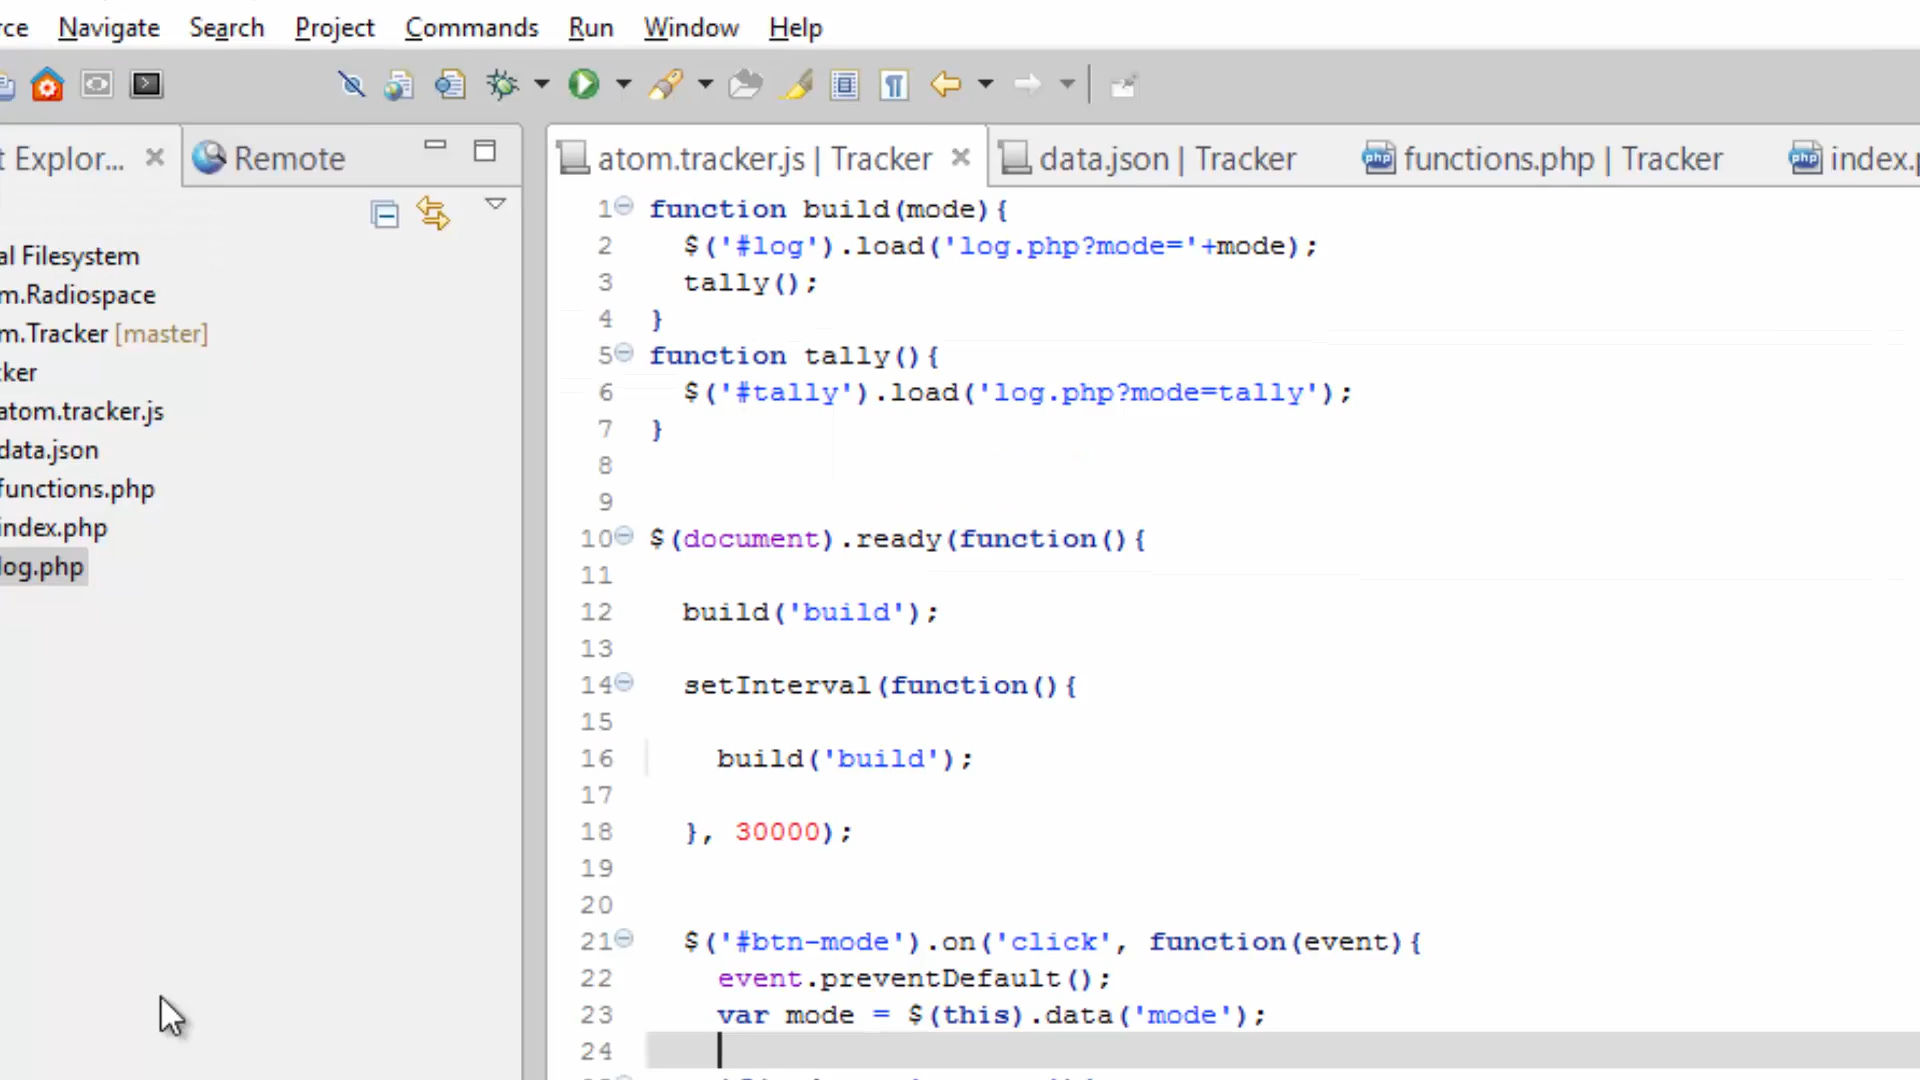 rce Navigate Search Project Commands Run Window Help
t Explor... Remote
atom.tracker.js | Tracker data.json | Tracker functions.php | Tracker index.p
al Filesystem
m.Radiospace
m.Tracker [master]
ker
atom.tracker.js
data.json
functions.php
index.php
log.php
1 function build(mode){
2 $('#log').load('log.php?mode='+mode);
3 tally();
4 }
5 function tally(){
6 $('#tally').load('log.php?mode=tally');
7 }
8
9
10 $(document).ready(function(){
11
12 build('build');
13
14 setInterval(function(){
15
16 build('build');
17
18 }, 30000);
19
20
21 $('#btn-mode').on('click', function(event){
22 event.preventDefault();
23 var mode = $(this).data('mode');
24